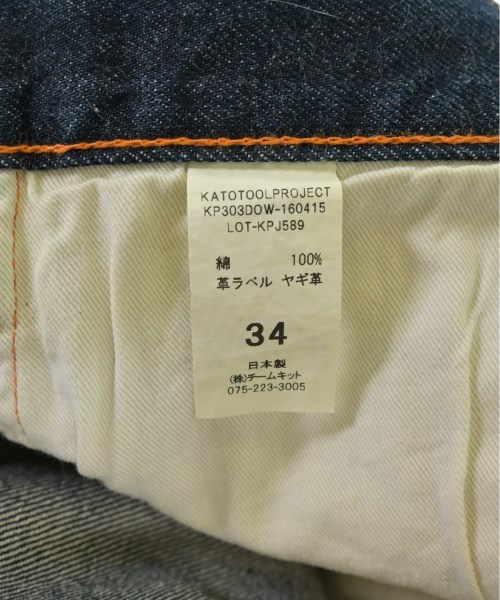 KATOTOOLPROJECT
KP303DOW-160415
LOT-KPJ589
綿 100%
革ラベル ヤギ革
34
日本製
(株)チームキット
075-223-3005